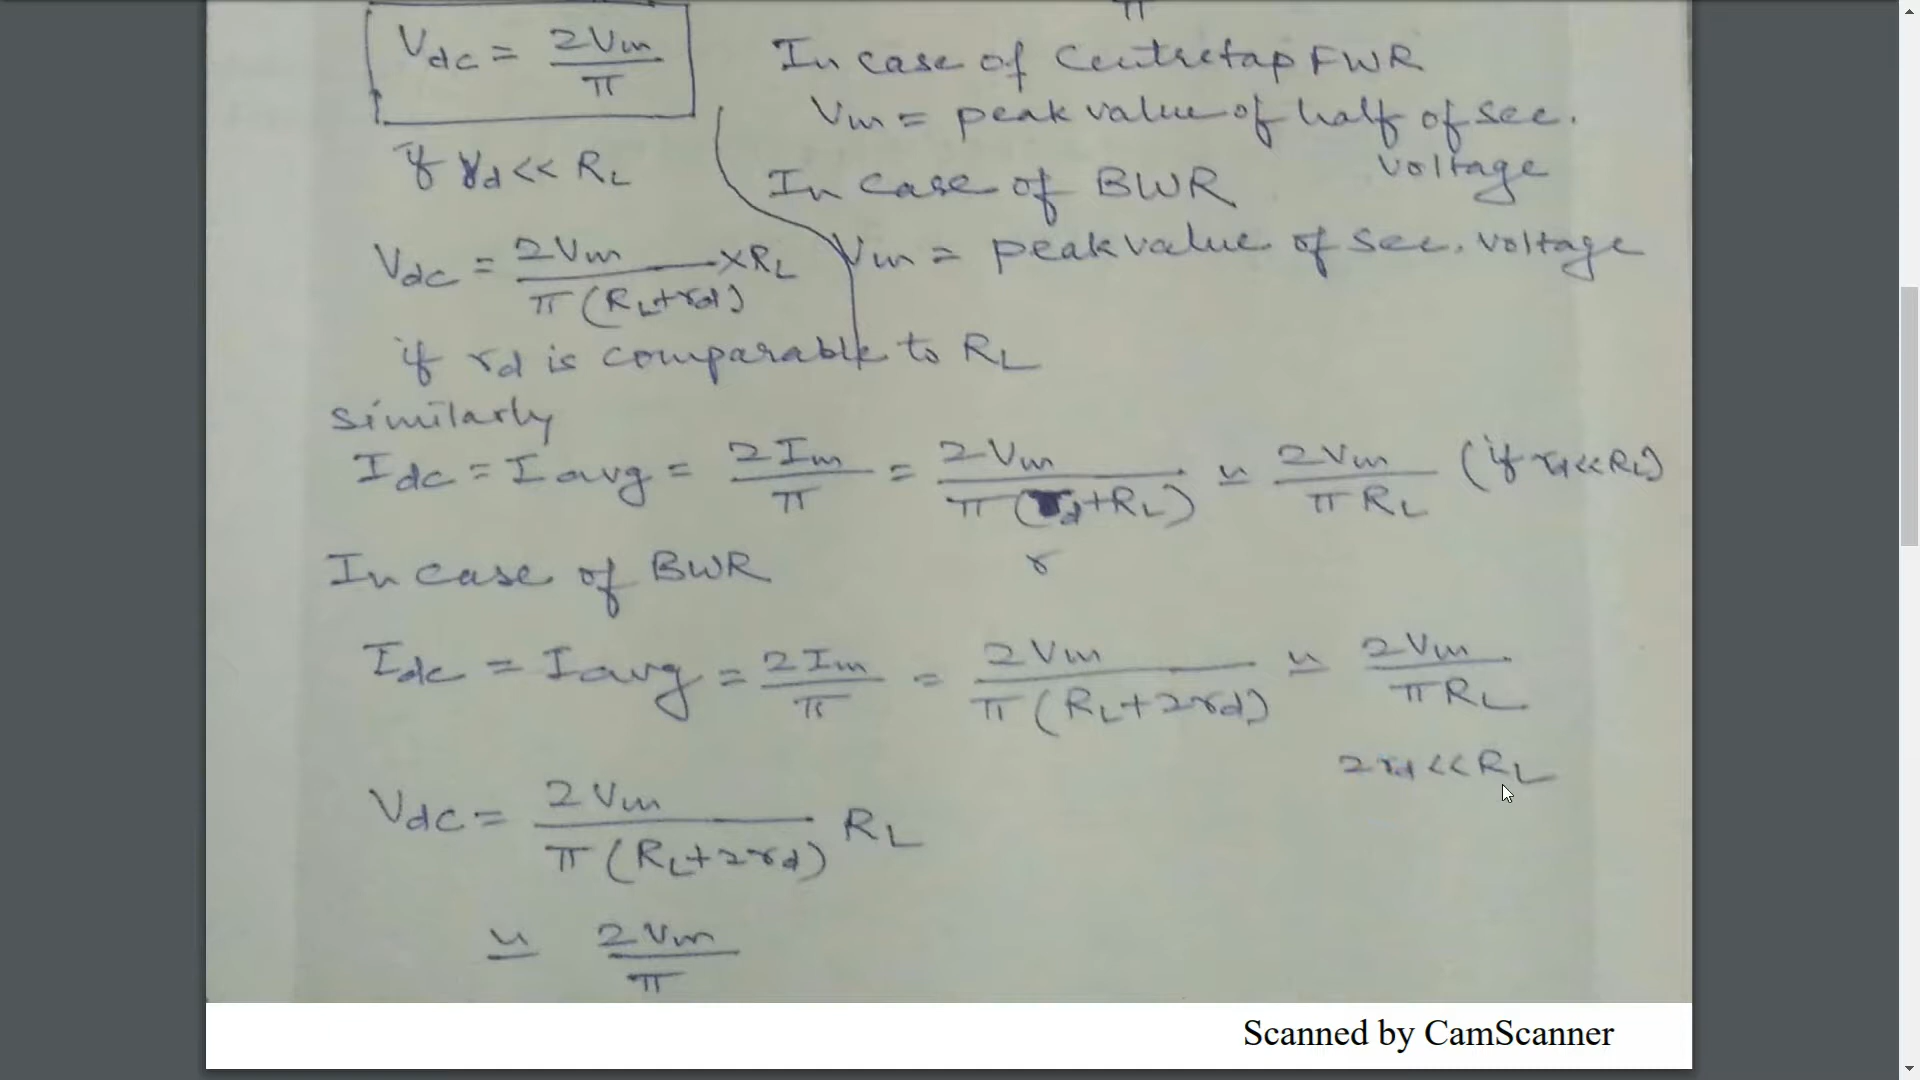 π
Vdc = 2Vm / π
In case of Centretap FWR
Vm = peak value of half of sec.
voltage
if rd << RL
In case of BWR
Vm = peak value of sec. voltage
Vdc = 2Vm / π (RL+rd) × RL
if rd is comparable to RL
similarly
Idc = Iavg = 2Im / π = 2Vm / π (rd+RL) ≃ 2Vm / π RL (if rd<<RL)
r
In case of BWR
Idc = Iavg = 2Im / π = 2Vm / π (RL+2rd) ≃ 2Vm / πRL
2rd<<RL
Vdc = 2Vm / π (RL+2rd) RL
≃ 2Vm / π
Scanned by CamScanner